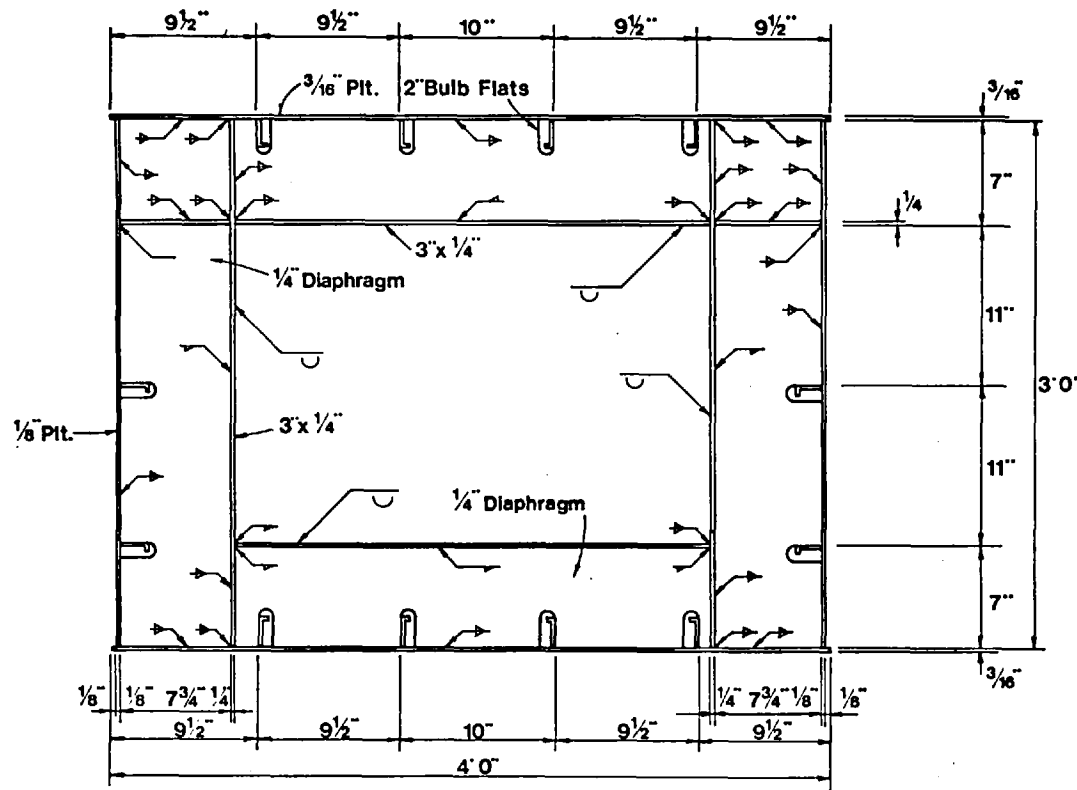 9½" 9½" 10" 9½" 9½"
3/16" Plt. 2" Bulb Flats
3/16"
7"
1/4
3" x ¼"
¼" Diaphragm
11"
3'0"
3" x ¼"
⅛" Plt.
11"
¼" Diaphragm
7"
3/16"
⅛" ⅛" 7¾" ¼" ¼" 7¾" ⅛" ⅛"
9½" 9½" 10" 9½" 9½"
4'0"